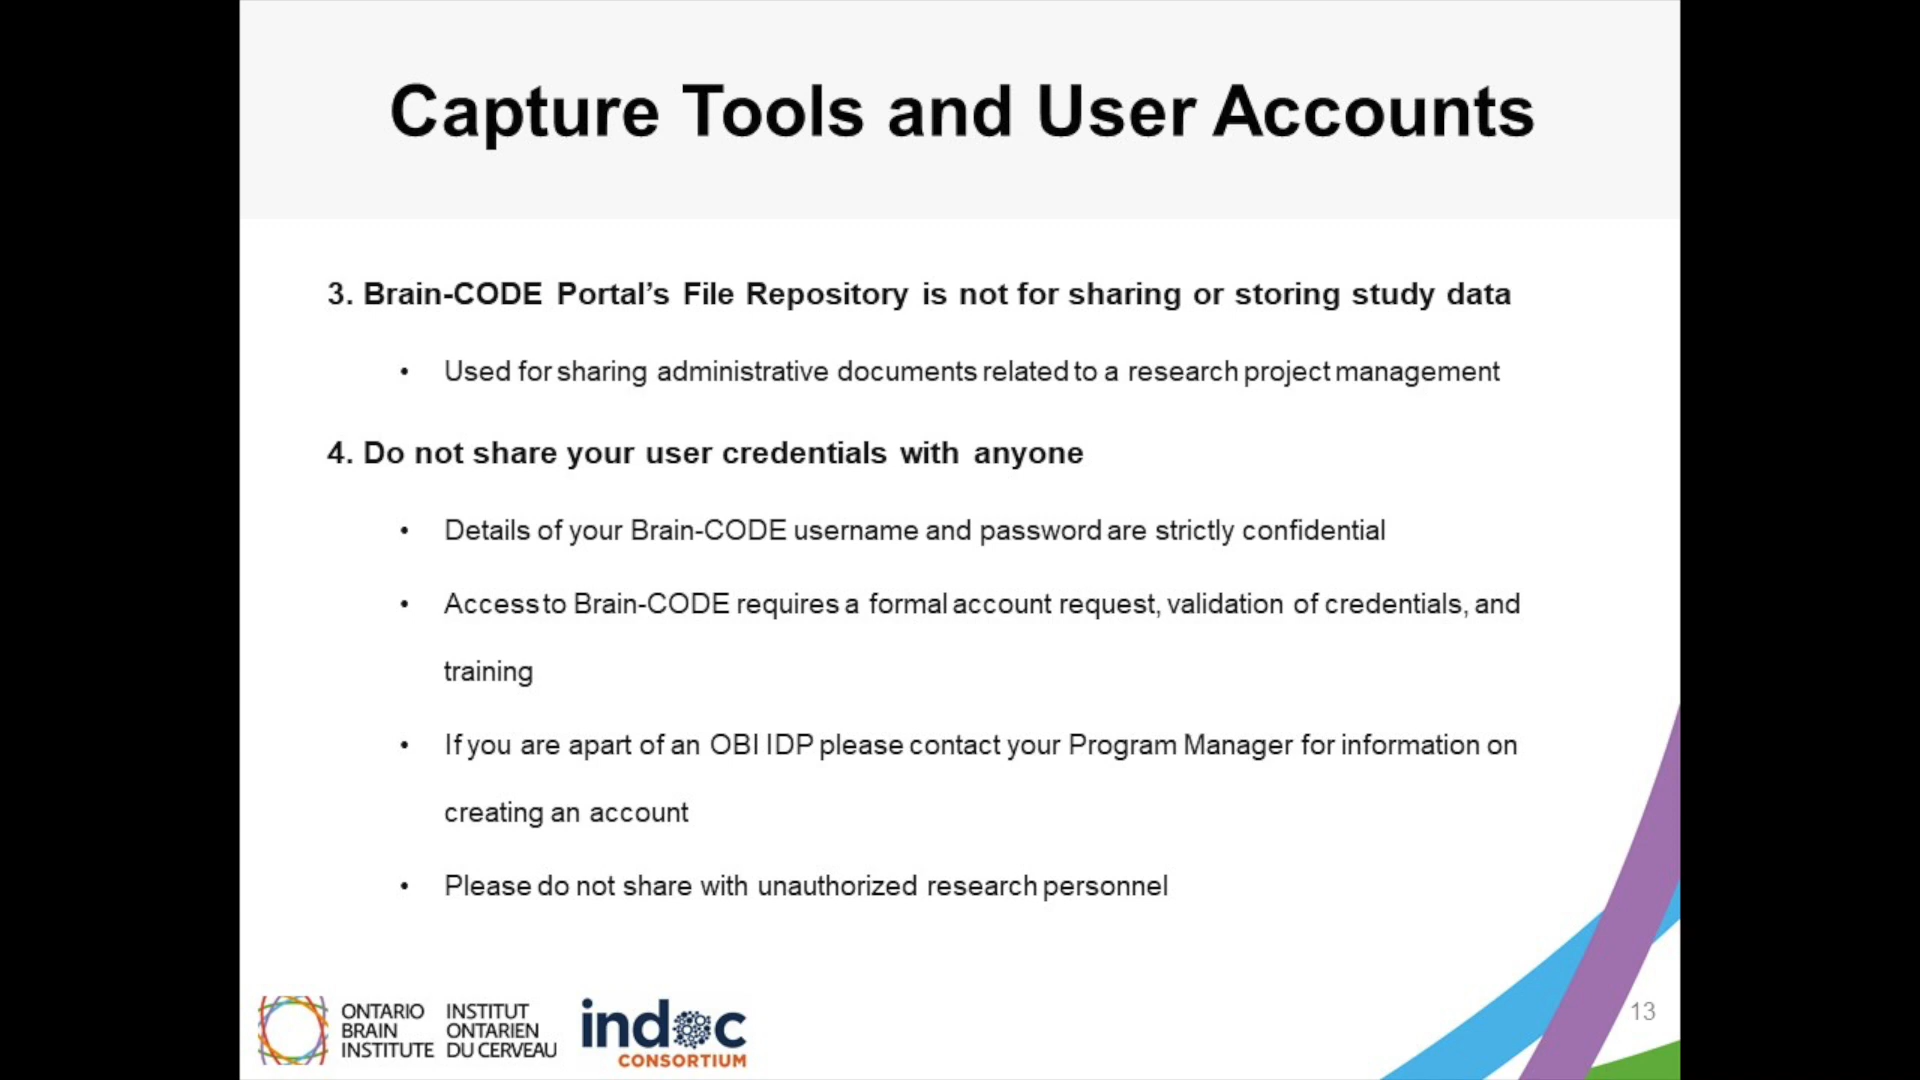 Capture Tools and User Accounts
3. Brain-CODE Portal’s File Repository is not for sharing or storing study data
• Used for sharing administrative documents related to a research project management
4. Do not share your user credentials with anyone
• Details of your Brain-CODE username and password are strictly confidential
• Access to Brain-CODE requires a formal account request, validation of credentials, and
training
• If you are apart of an OBI IDP please contact your Program Manager for information on
creating an account
• Please do not share with unauthorized research personnel
ONTARIO
BRAIN
INSTITUTE
INSTITUT
ONTARIEN
DU CERVEAU
indoc
CONSORTIUM
13